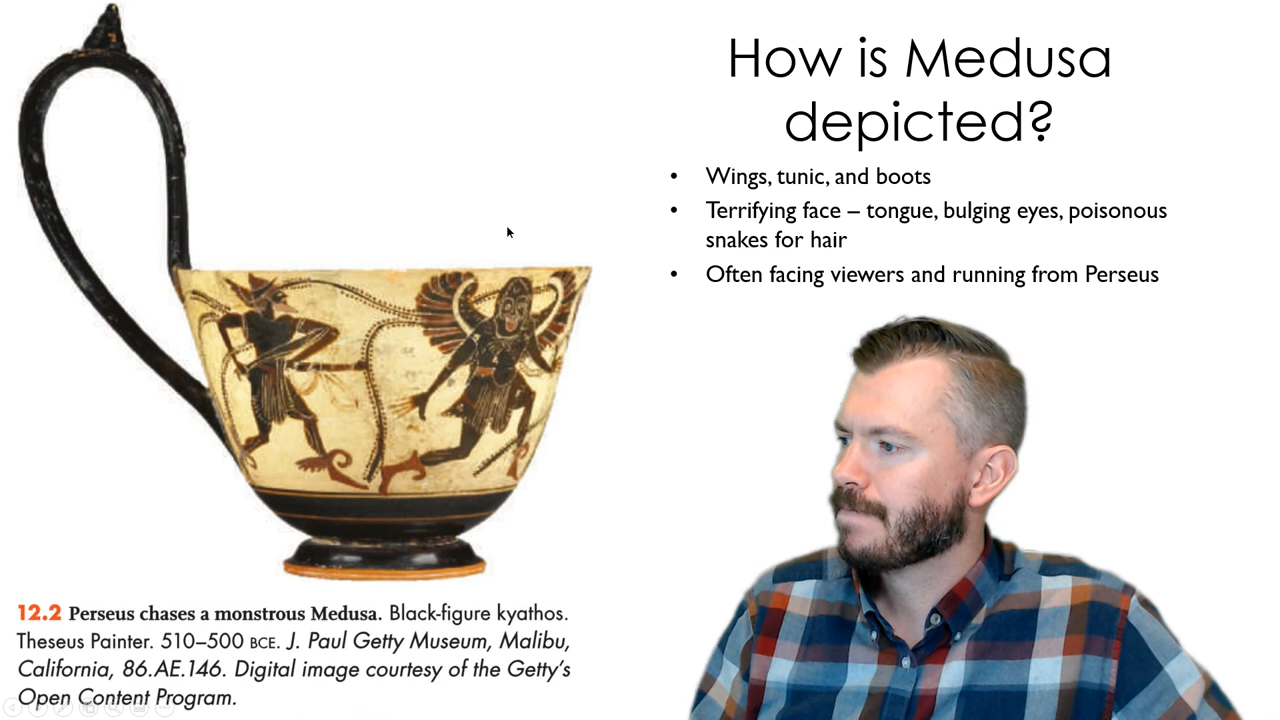 How is Medusa
depicted?
• Wings, tunic, and boots
• Terrifying face – tongue, bulging eyes, poisonous
snakes for hair
• Often facing viewers and running from Perseus
12.2 Perseus chases a monstrous Medusa. Black-figure kyathos.
Theseus Painter. 510–500 BCE. J. Paul Getty Museum, Malibu,
California, 86.AE.146. Digital image courtesy of the Getty’s
Open Content Program.